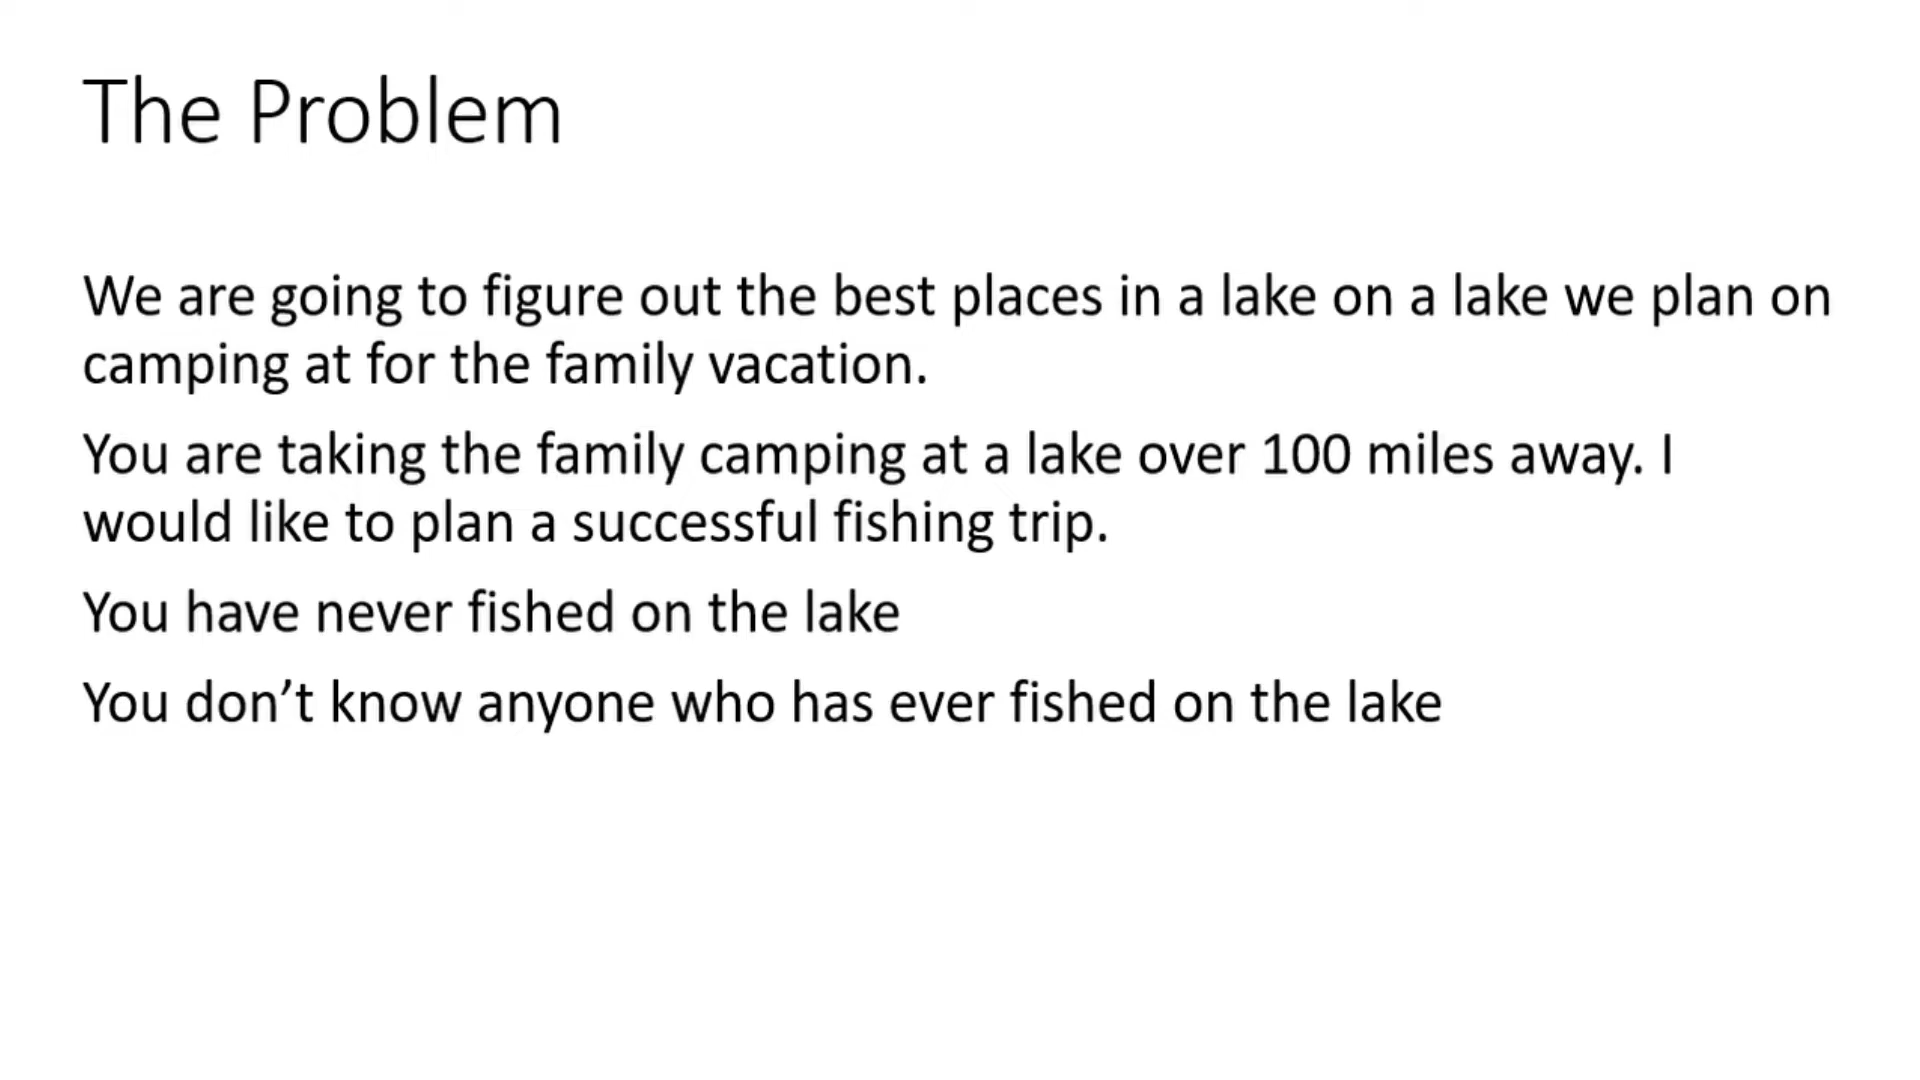 The Problem
We are going to figure out the best places in a lake on a lake we plan on
camping at for the family vacation.
You are taking the family camping at a lake over 100 miles away. I
would like to plan a successful fishing trip.
You have never fished on the lake
You don’t know anyone who has ever fished on the lake